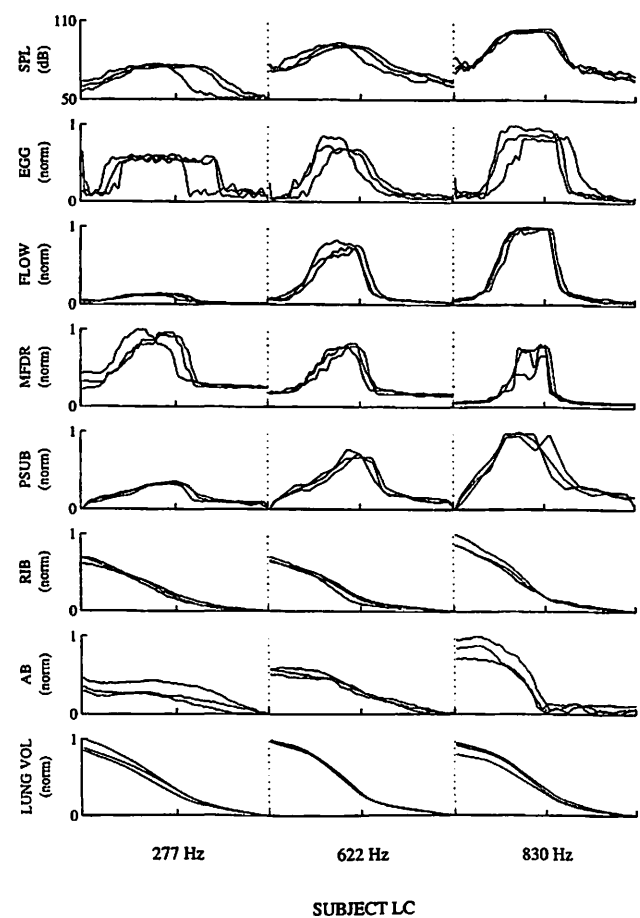 110
SPL
(dB)
50
1
EGG
(norm)
0
1
FLOW
(norm)
0
1
MFDR
(norm)
0
1
PSUB
(norm)
0
1
RIB
(norm)
0
1
AB
(norm)
0
1
LUNG VOL
(norm)
0
277 Hz 622 Hz 830 Hz
SUBJECT LC